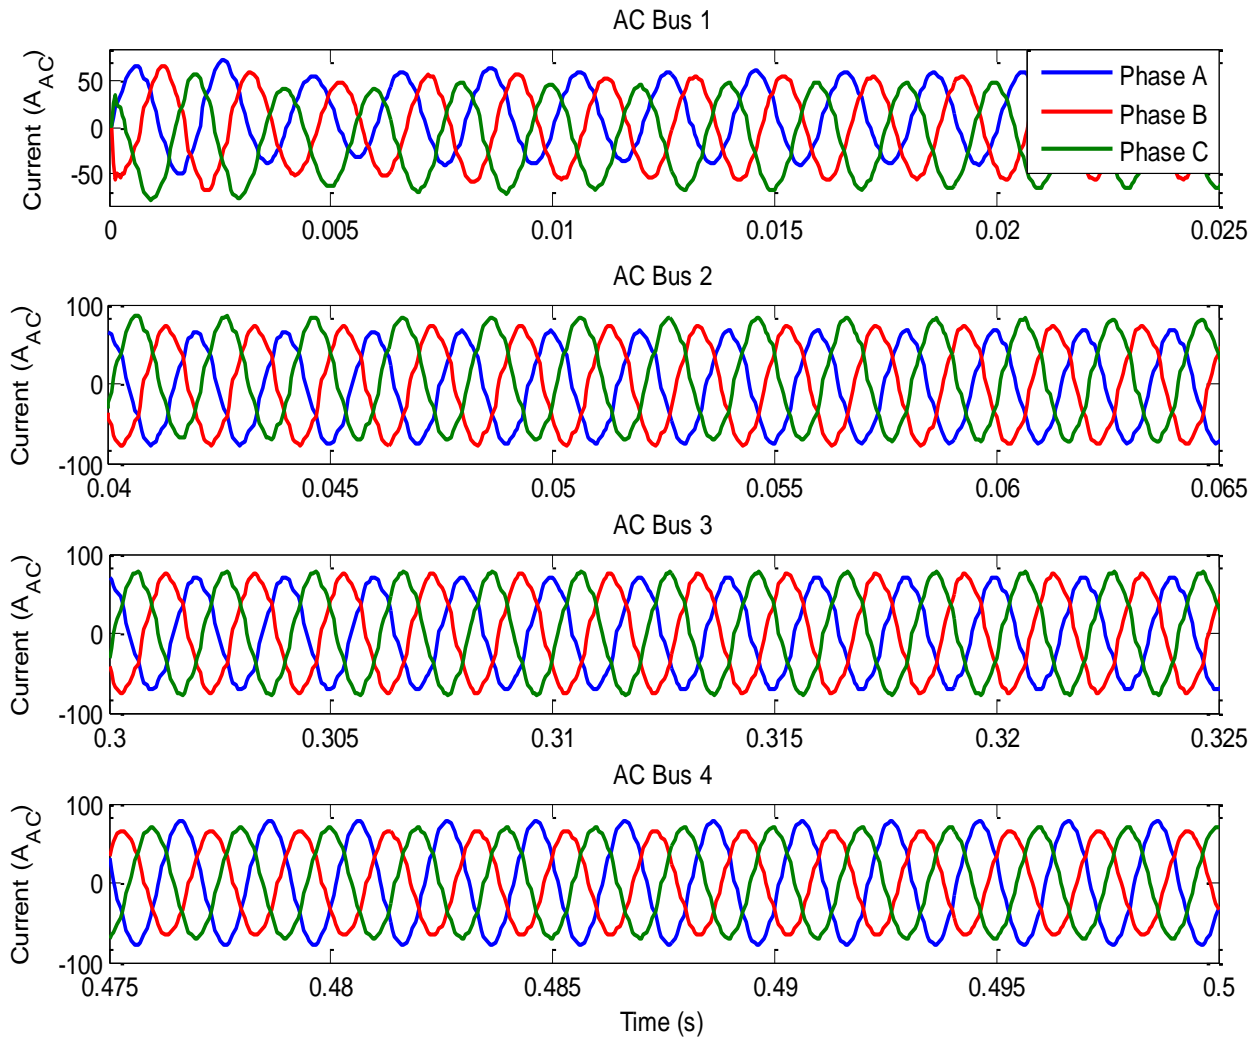 AC Bus 1
Current (A_AC)
50
0
-50
Phase A
Phase B
Phase C
0 0.005 0.01 0.015 0.02 0.025
AC Bus 2
Current (A_AC)
100
0
-100
0.04 0.045 0.05 0.055 0.06 0.065
AC Bus 3
Current (A_AC)
100
0
-100
0.3 0.305 0.31 0.315 0.32 0.325
AC Bus 4
Current (A_AC)
100
0
-100
0.475 0.48 0.485 0.49 0.495 0.5
Time (s)